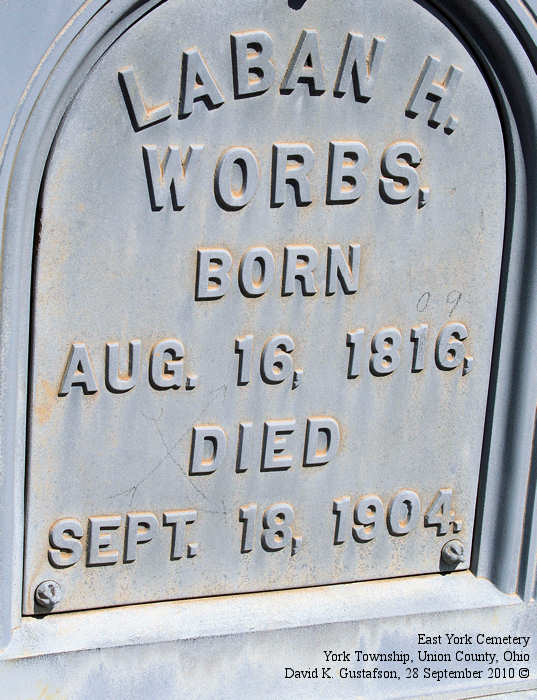 LABAN H.
WORBS,
BORN
AUG. 16, 1816,
DIED
SEPT. 18, 1904.
East York Cemetery
York Township, Union County, Ohio
David K. Gustafson, 28 September 2010 ©